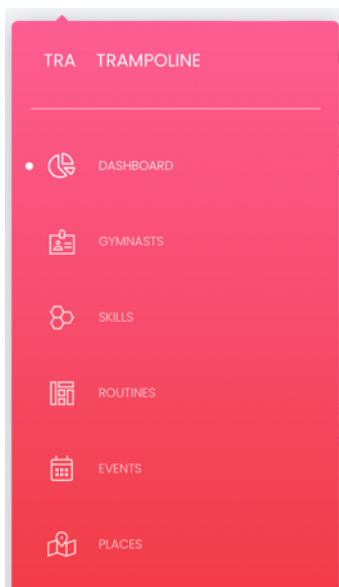 TRA TRAMPOLINE
DASHBOARD
GYMNASTS
SKILLS
ROUTINES
EVENTS
PLACES